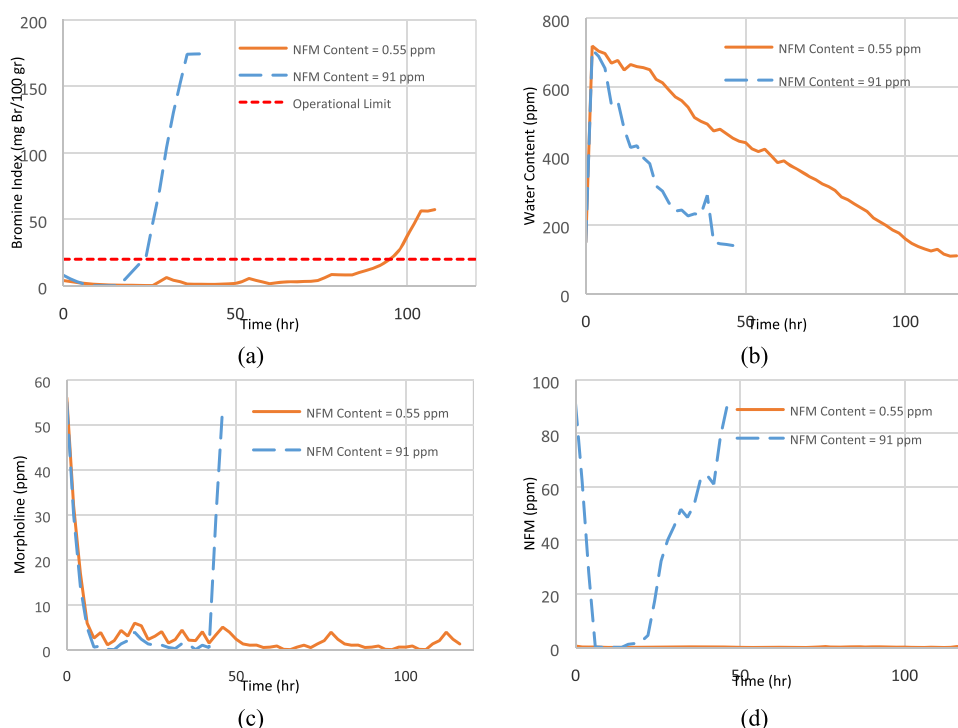 200
150
100
50
0
0
50
100
Bromine Index (mg Br/100 gr)
NFM Content = 0.55 ppm
NFM Content = 91 ppm
Operational Limit
Time (hr)
(a)
800
600
400
200
0
0
50
100
Water Content (ppm)
NFM Content = 0.55 ppm
NFM Content = 91 ppm
Time (hr)
(b)
60
50
40
30
20
10
0
0
50
100
Morpholine (ppm)
NFM Content = 0.55 ppm
NFM Content = 91 ppm
Time (hr)
(c)
100
80
60
40
20
0
0
50
100
NFM (ppm)
NFM Content = 0.55 ppm
NFM Content = 91 ppm
Time (hr)
(d)